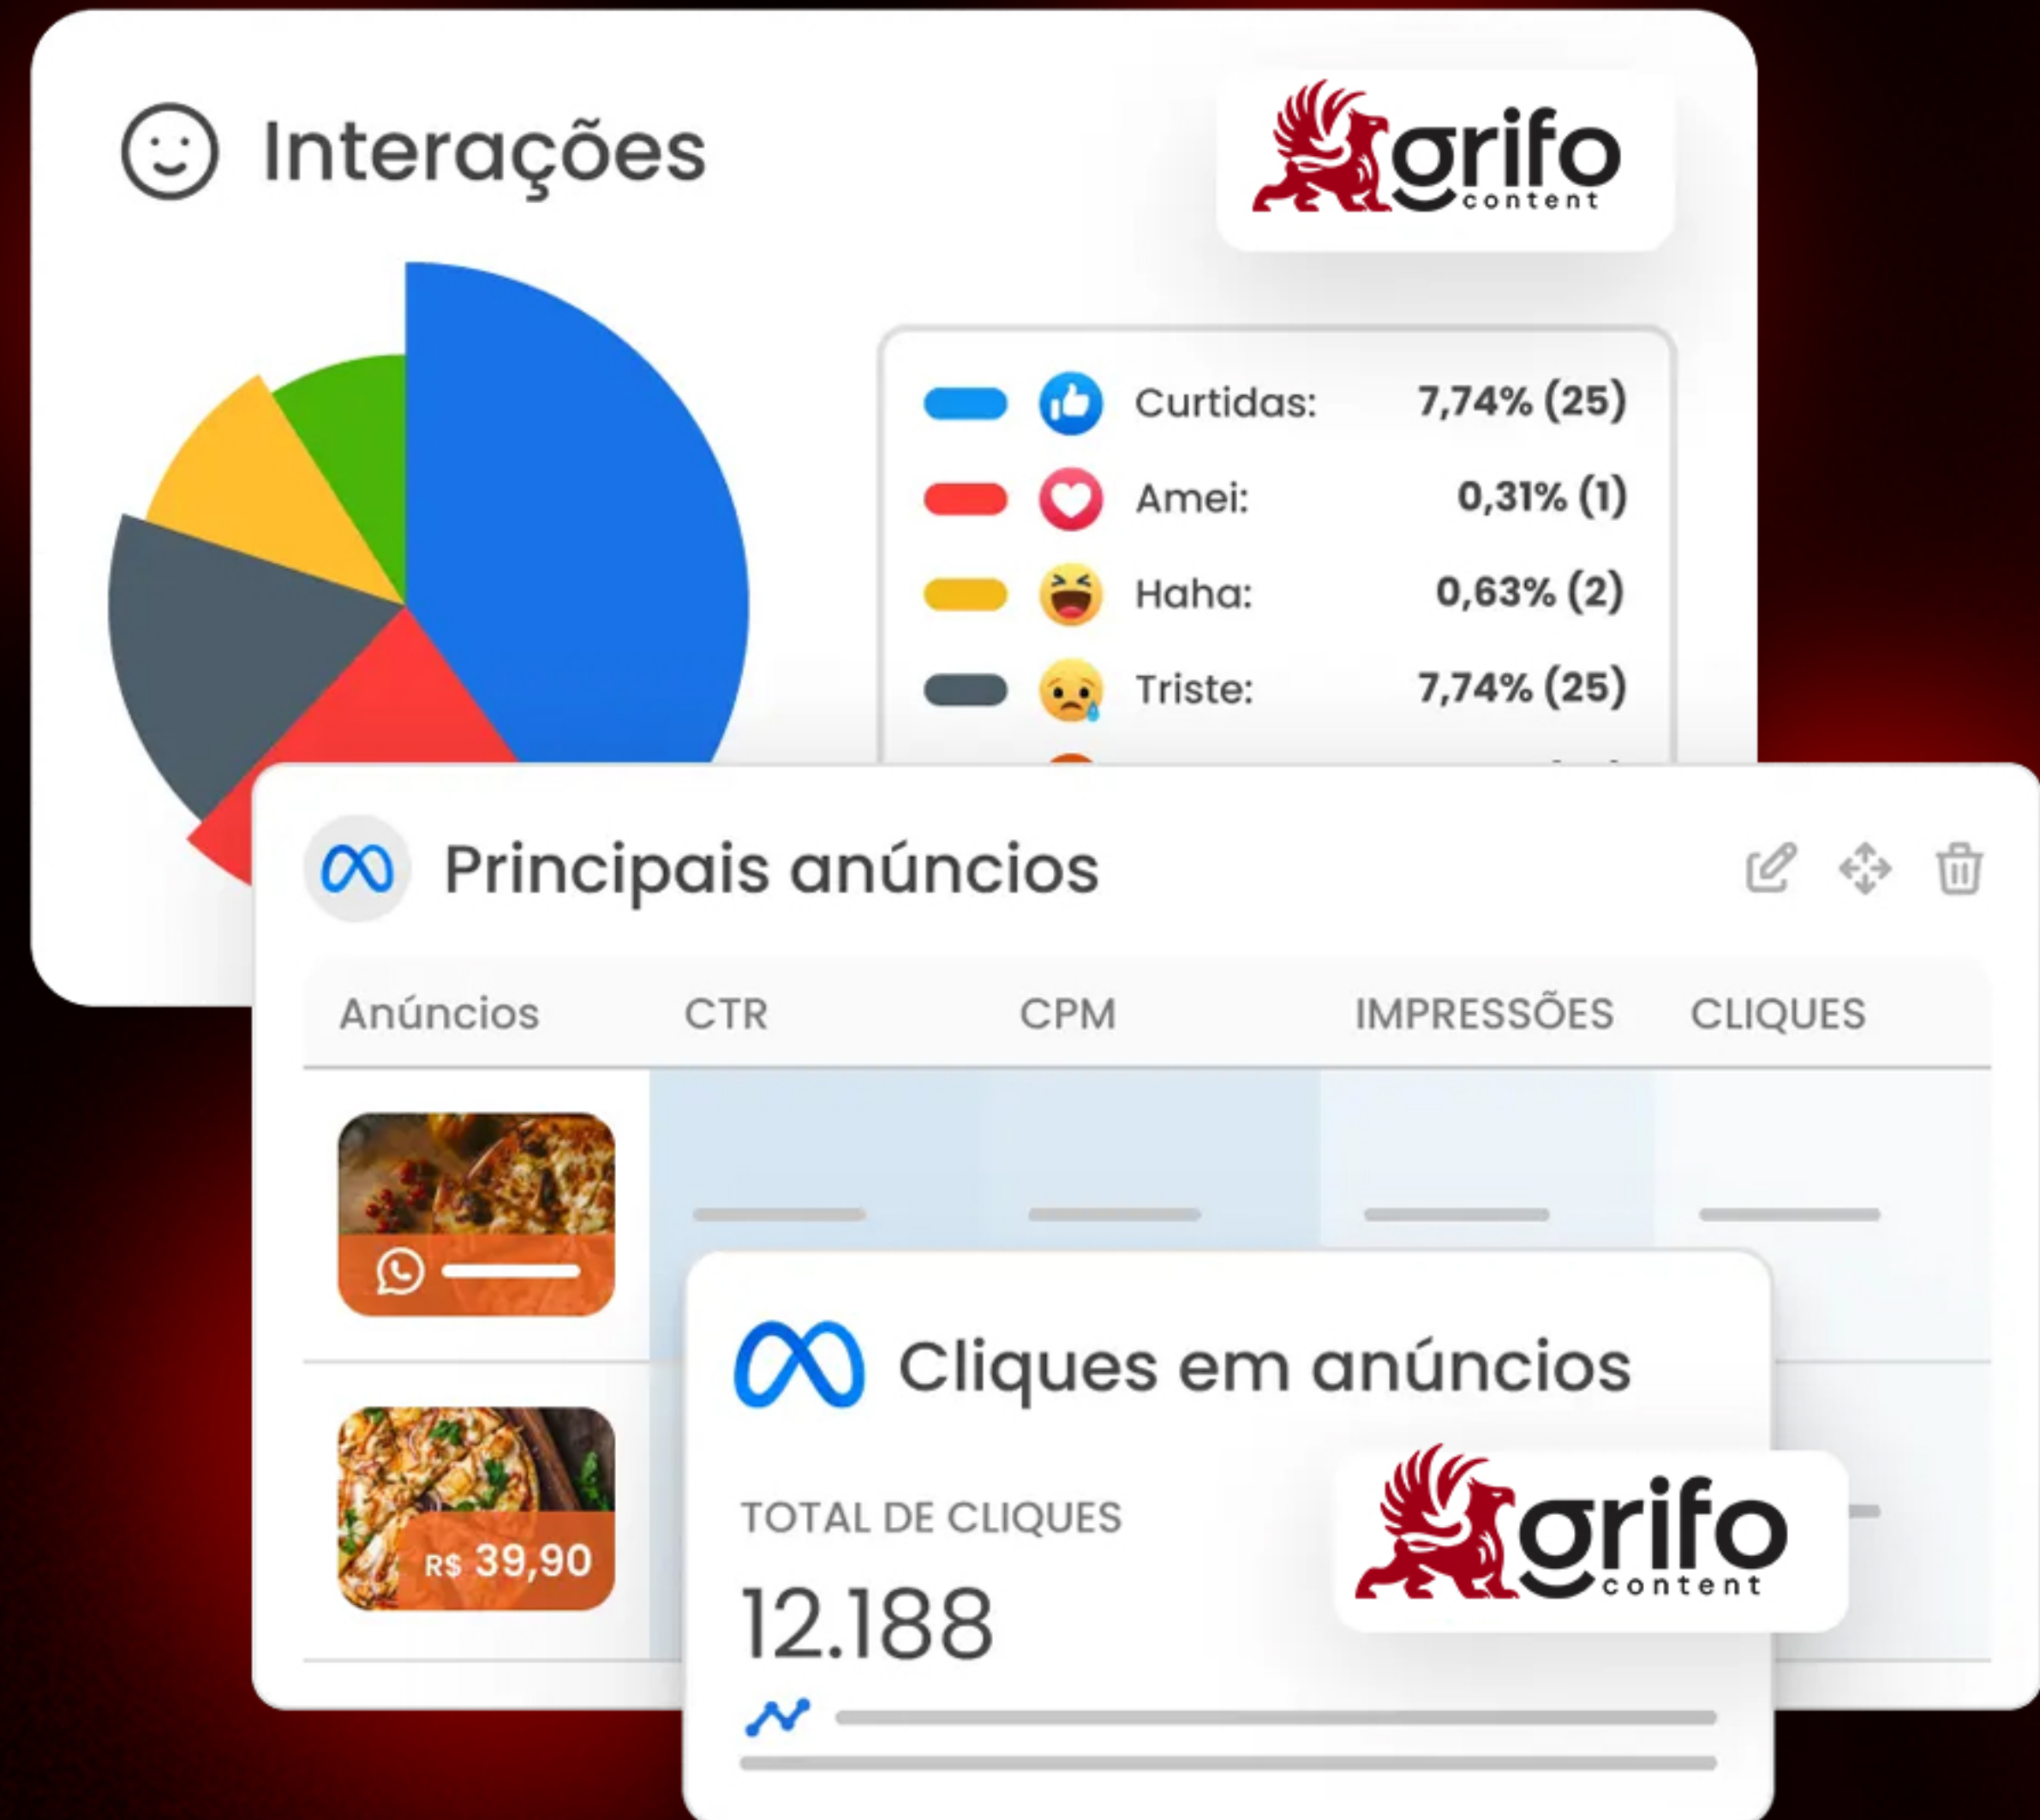 Interações
grifo
content
Curtidas: 7,74% (25)
Amei: 0,31% (1)
Haha: 0,63% (2)
Triste: 7,74% (25)
Principais anúncios
Anúncios CTR CPM IMPRESSÕES CLIQUES
R$ 39,90
Cliques em anúncios
TOTAL DE CLIQUES
12.188
grifo
content